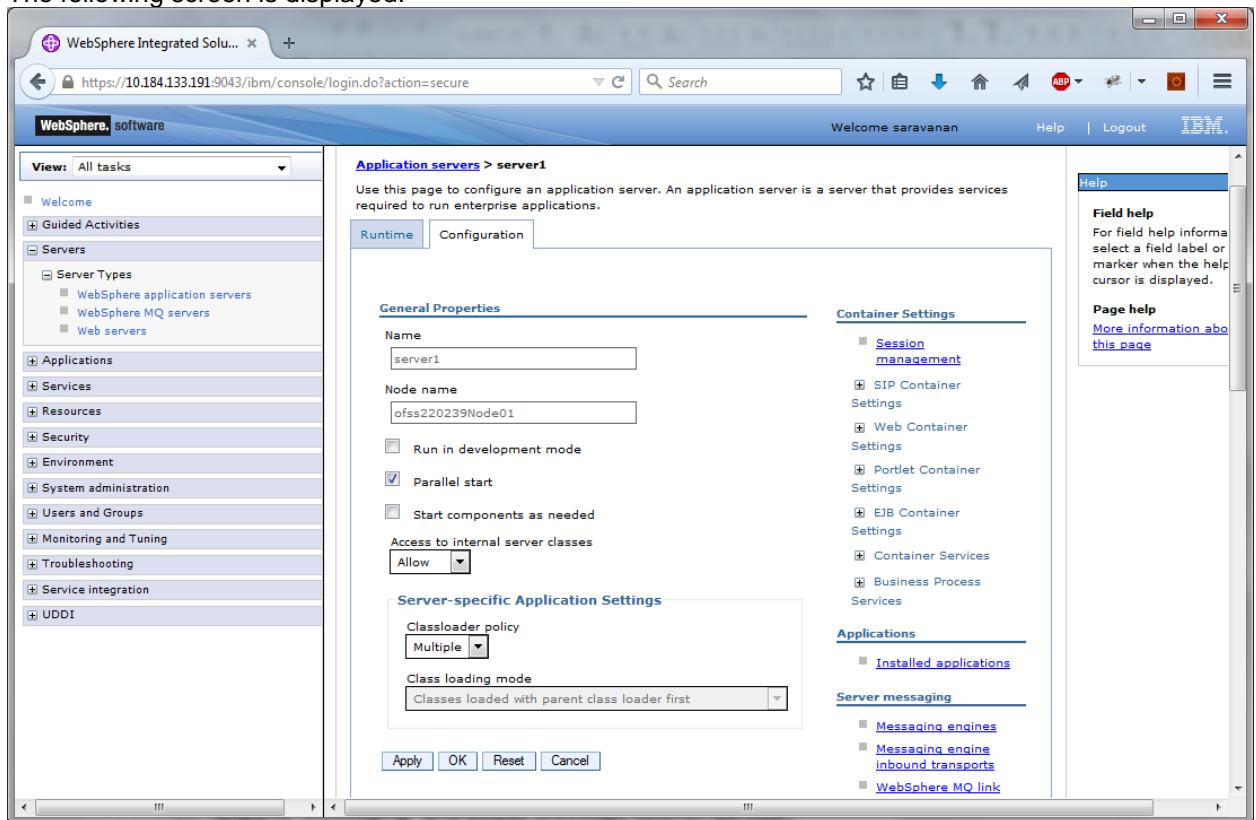 The following screen is displayed:
WebSphere Integrated Solu... × +
https://10.184.133.191:9043/ibm/console/login.do?action=secure
Search
ABP
WebSphere. software
Welcome saravanan
Help | Logout
IBM.
View: All tasks
Welcome
Guided Activities
Servers
Server Types
WebSphere application servers
WebSphere MQ servers
Web servers
Applications
Services
Resources
Security
Environment
System administration
Users and Groups
Monitoring and Tuning
Troubleshooting
Service integration
UDDI
Application servers > server1
Use this page to configure an application server. An application server is a server that provides services
required to run enterprise applications.
Runtime
Configuration
General Properties
Name
server1
Node name
ofss220239Node01
Run in development mode
Parallel start
Start components as needed
Access to internal server classes
Allow
Server-specific Application Settings
Classloader policy
Multiple
Class loading mode
Classes loaded with parent class loader first
Apply
OK
Reset
Cancel
Container Settings
Session
management
SIP Container
Settings
Web Container
Settings
Portlet Container
Settings
EJB Container
Settings
Container Services
Business Process
Services
Applications
Installed applications
Server messaging
Messaging engines
Messaging engine
inbound transports
WebSphere MQ link
Help
Field help
For field help informa
select a field label or
marker when the help
cursor is displayed.
Page help
More information abo
this page